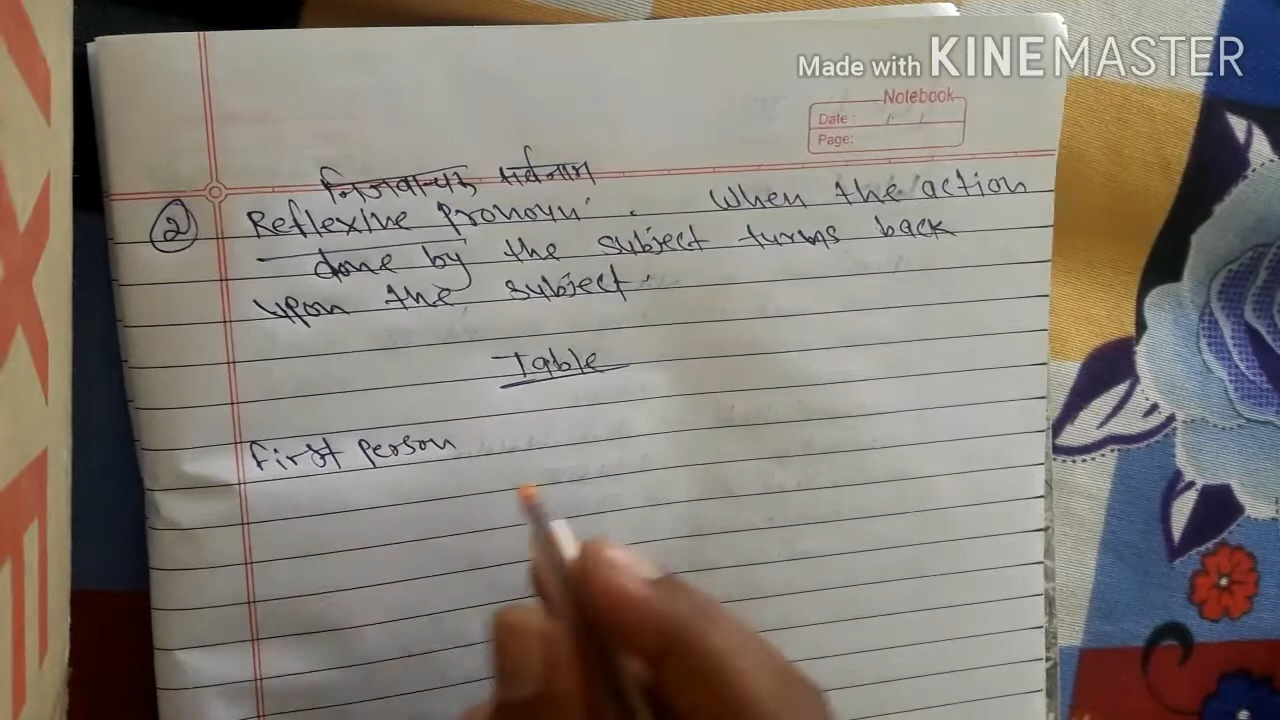 Made with KINEMASTER
Notebook
Date : / /
Page:
निजवाचक सर्वनाम
② Reflexive pronoun . When the action
done by the subject turns back
upon the subject.
Table
first person